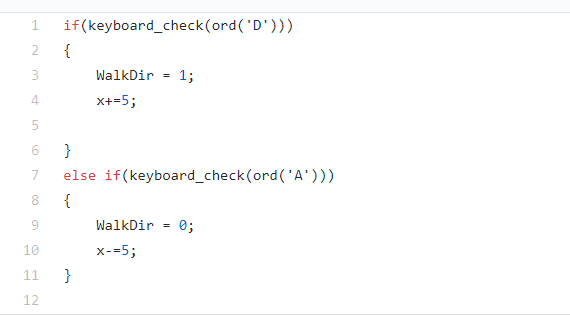 1 if(keyboard_check(ord('D')))
2 {
3     WalkDir = 1;
4     x+=5;
5
6 }
7 else if(keyboard_check(ord('A')))
8 {
9     WalkDir = 0;
10     x-=5;
11 }
12